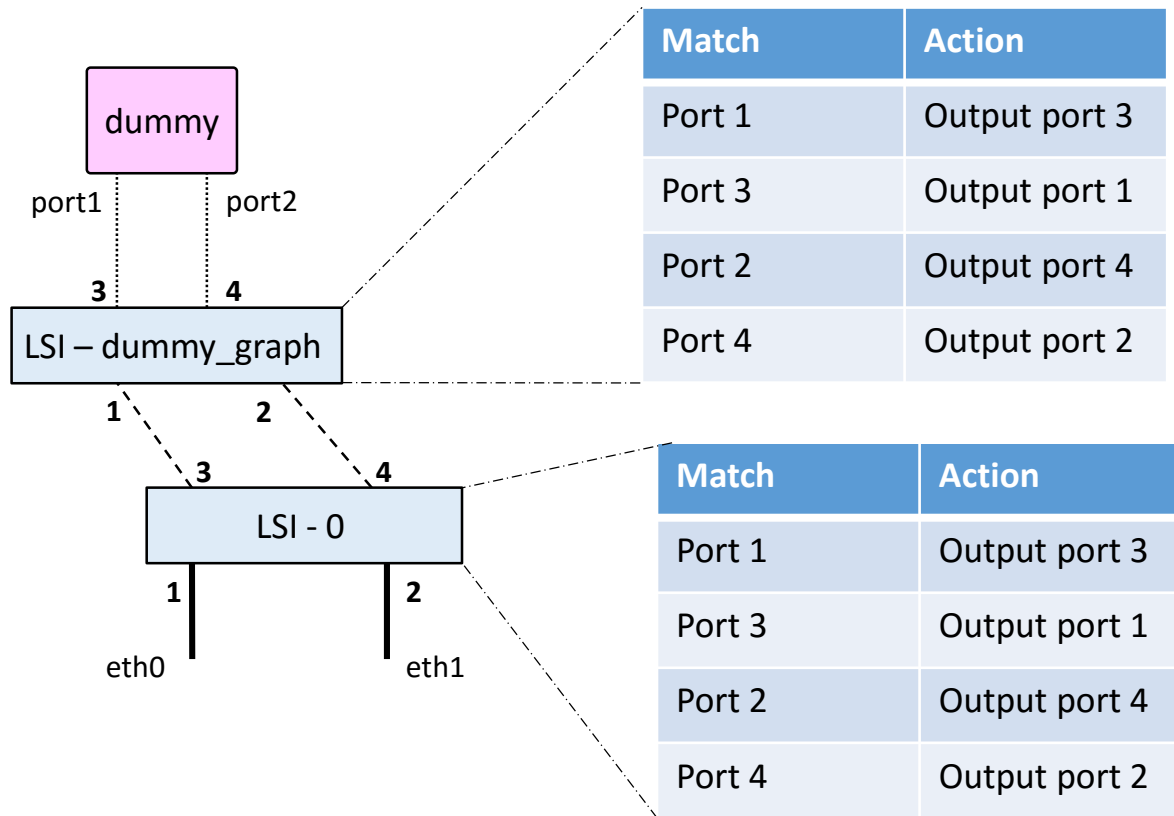 dummy
port1 port2
3 4
LSI – dummy_graph
1 2
3 4
LSI - 0
1 2
eth0 eth1
Match Action
Port 1 Output port 3
Port 3 Output port 1
Port 2 Output port 4
Port 4 Output port 2
Match Action
Port 1 Output port 3
Port 3 Output port 1
Port 2 Output port 4
Port 4 Output port 2